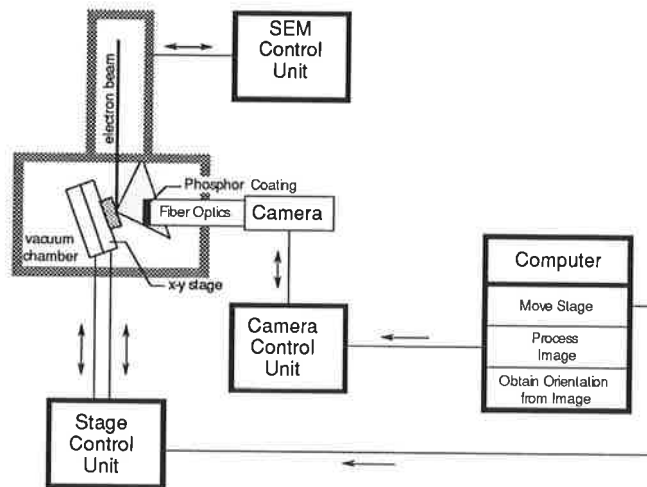 SEM
Control
Unit
electron beam
Phosphor Coating
Fiber Optics
Camera
vacuum
chamber
x-y stage
Computer
Move Stage
Process
Image
Obtain Orientation
from Image
Camera
Control
Unit
Stage
Control
Unit